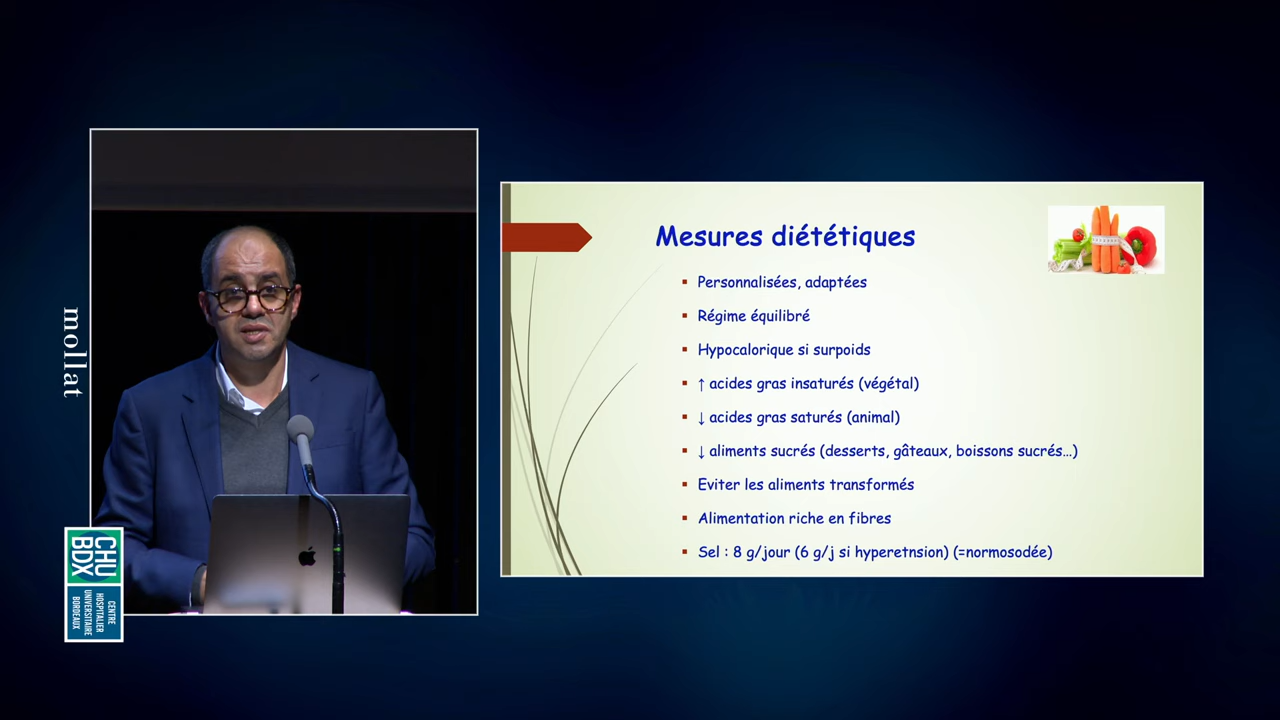 mollat
CHU
BDX
CENTRE
HOSPITALIER
UNIVERSITAIRE
BORDEAUX
Mesures diététiques
Personnalisées, adaptées
Régime équilibré
Hypocalorique si surpoids
↑ acides gras insaturés (végétal)
↓ acides gras saturés (animal)
↓ aliments sucrés (desserts, gâteaux, boissons sucrés…)
Eviter les aliments transformés
Alimentation riche en fibres
Sel : 8 g/jour (6 g/j si hyperetnsion) (=normosodée)